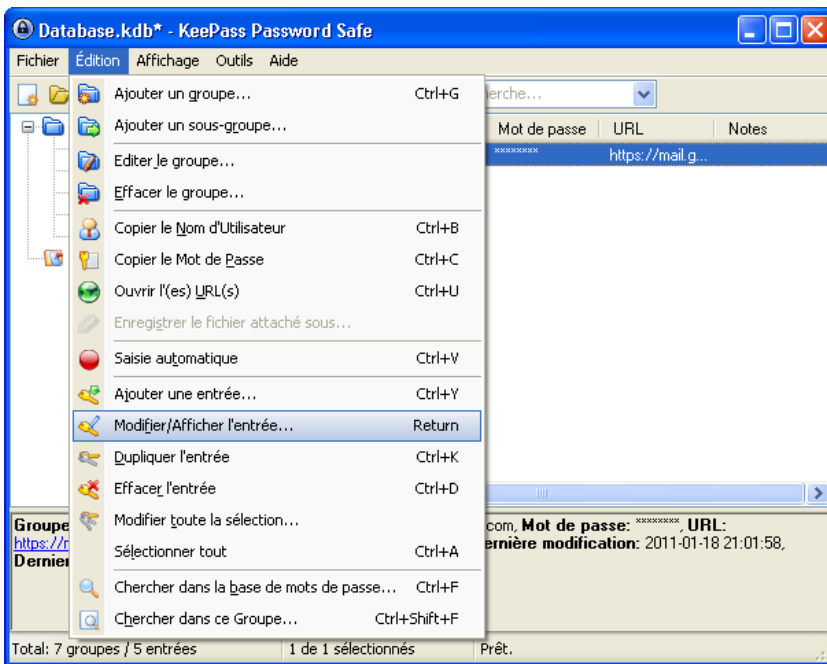 Database.kdb* - KeePass Password Safe
Fichier Édition Affichage Outils Aide
Ajouter un groupe... Ctrl+G
herche...
Ajouter un sous-groupe...
Mot de passe URL Notes
Editer le groupe...
******** https://mail.g...
Effacer le groupe...
Copier le Nom d'Utilisateur Ctrl+B
Copier le Mot de Passe Ctrl+C
Ouvrir l'(es) URL(s) Ctrl+U
Enregistrer le fichier attaché sous...
Saisie automatique Ctrl+V
Ajouter une entrée... Ctrl+Y
Modifier/Afficher l'entrée... Return
Dupliquer l'entrée Ctrl+K
Effacer l'entrée Ctrl+D
Modifier toute la sélection...
Sélectionner tout Ctrl+A
Chercher dans la base de mots de passe... Ctrl+F
Chercher dans ce Groupe... Ctrl+Shift+F
Groupe com, Mot de passe: ********, URL:
https://m ernière modification: 2011-01-18 21:01:58,
Dernier
Total: 7 groupes / 5 entrées 1 de 1 sélectionnés Prêt.